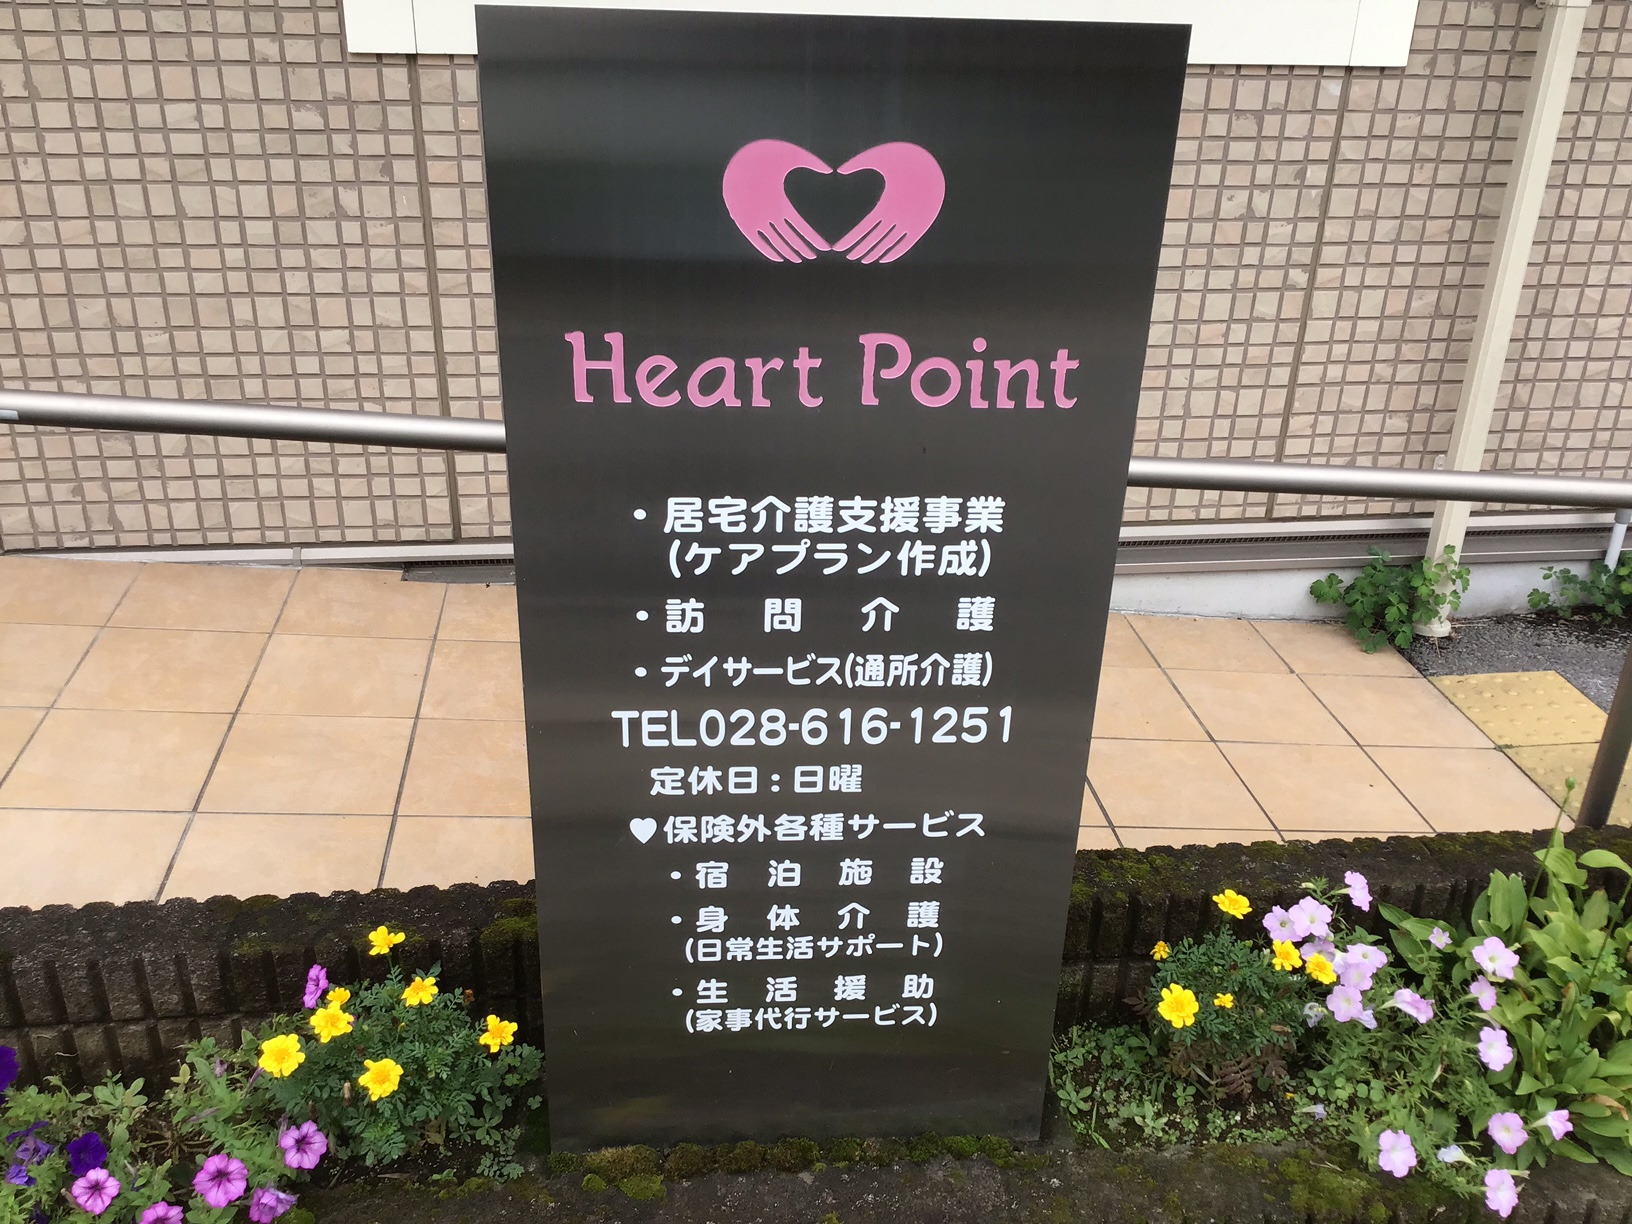 Heart Point
・居宅介護支援事業
(ケアプラン作成)
・訪問介護
・デイサービス(通所介護)
TEL028-616-1251
定休日:日曜
♥保険外各種サービス
・宿泊施設
・身体介護
(日常生活サポート)
・生活援助
(家事代行サービス)